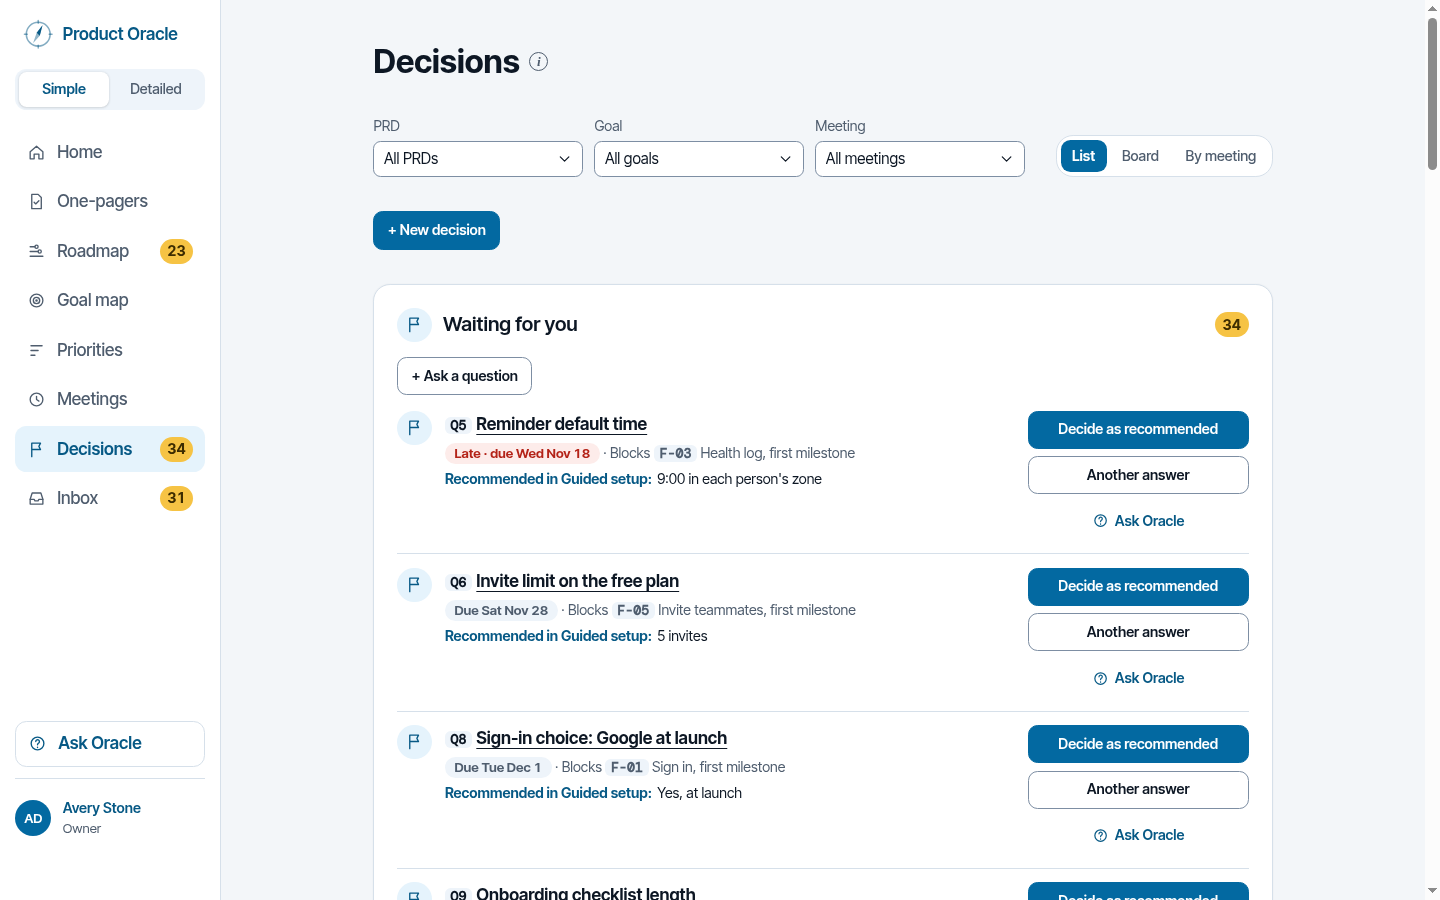 Product Oracle
Simple
Detailed
Home
One-pagers
Roadmap 23
Goal map
Priorities
Meetings
Decisions 34
Inbox 31
Ask Oracle
AD
Avery Stone
Owner
Decisions i
PRD
All PRDs
Goal
All goals
Meeting
All meetings
List
Board
By meeting
+ New decision
Waiting for you
34
+ Ask a question
Q5 Reminder default time
Late · due Wed Nov 18 · Blocks F-03 Health log, first milestone
Recommended in Guided setup: 9:00 in each person's zone
Decide as recommended
Another answer
Ask Oracle
Q6 Invite limit on the free plan
Due Sat Nov 28 · Blocks F-05 Invite teammates, first milestone
Recommended in Guided setup: 5 invites
Decide as recommended
Another answer
Ask Oracle
Q8 Sign-in choice: Google at launch
Due Tue Dec 1 · Blocks F-01 Sign in, first milestone
Recommended in Guided setup: Yes, at launch
Decide as recommended
Another answer
Ask Oracle
Q9 Onboarding checklist length
Decide as recommended